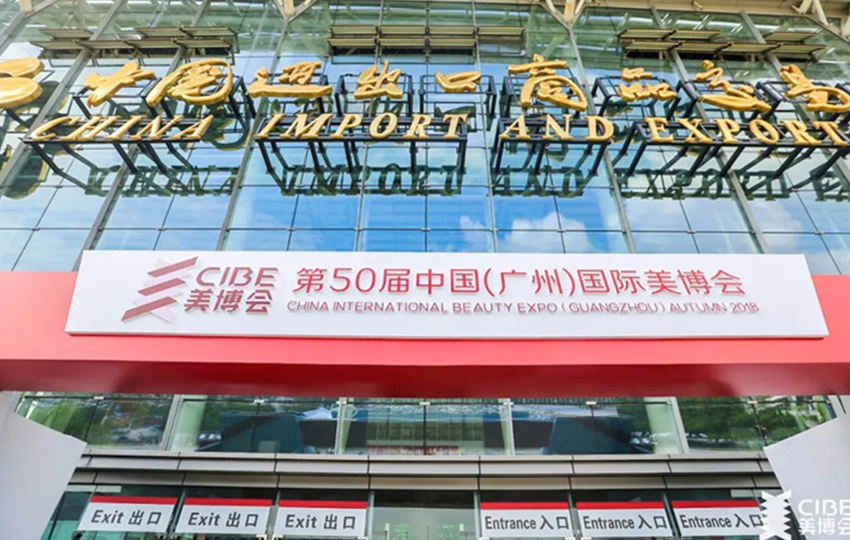 中国进出口商品交易
CHINA IMPORT AND EXPORT
CIBE
美博会
第50届中国(广州)国际美博会
CHINA INTERNATIONAL BEAUTY EXPO (GUANGZHOU) AUTUMN 2018
Exit 出口
Exit 出口
Exit 出口
Entrance 入口
Entrance 入口
Entrance 入口
CIBE
美博会